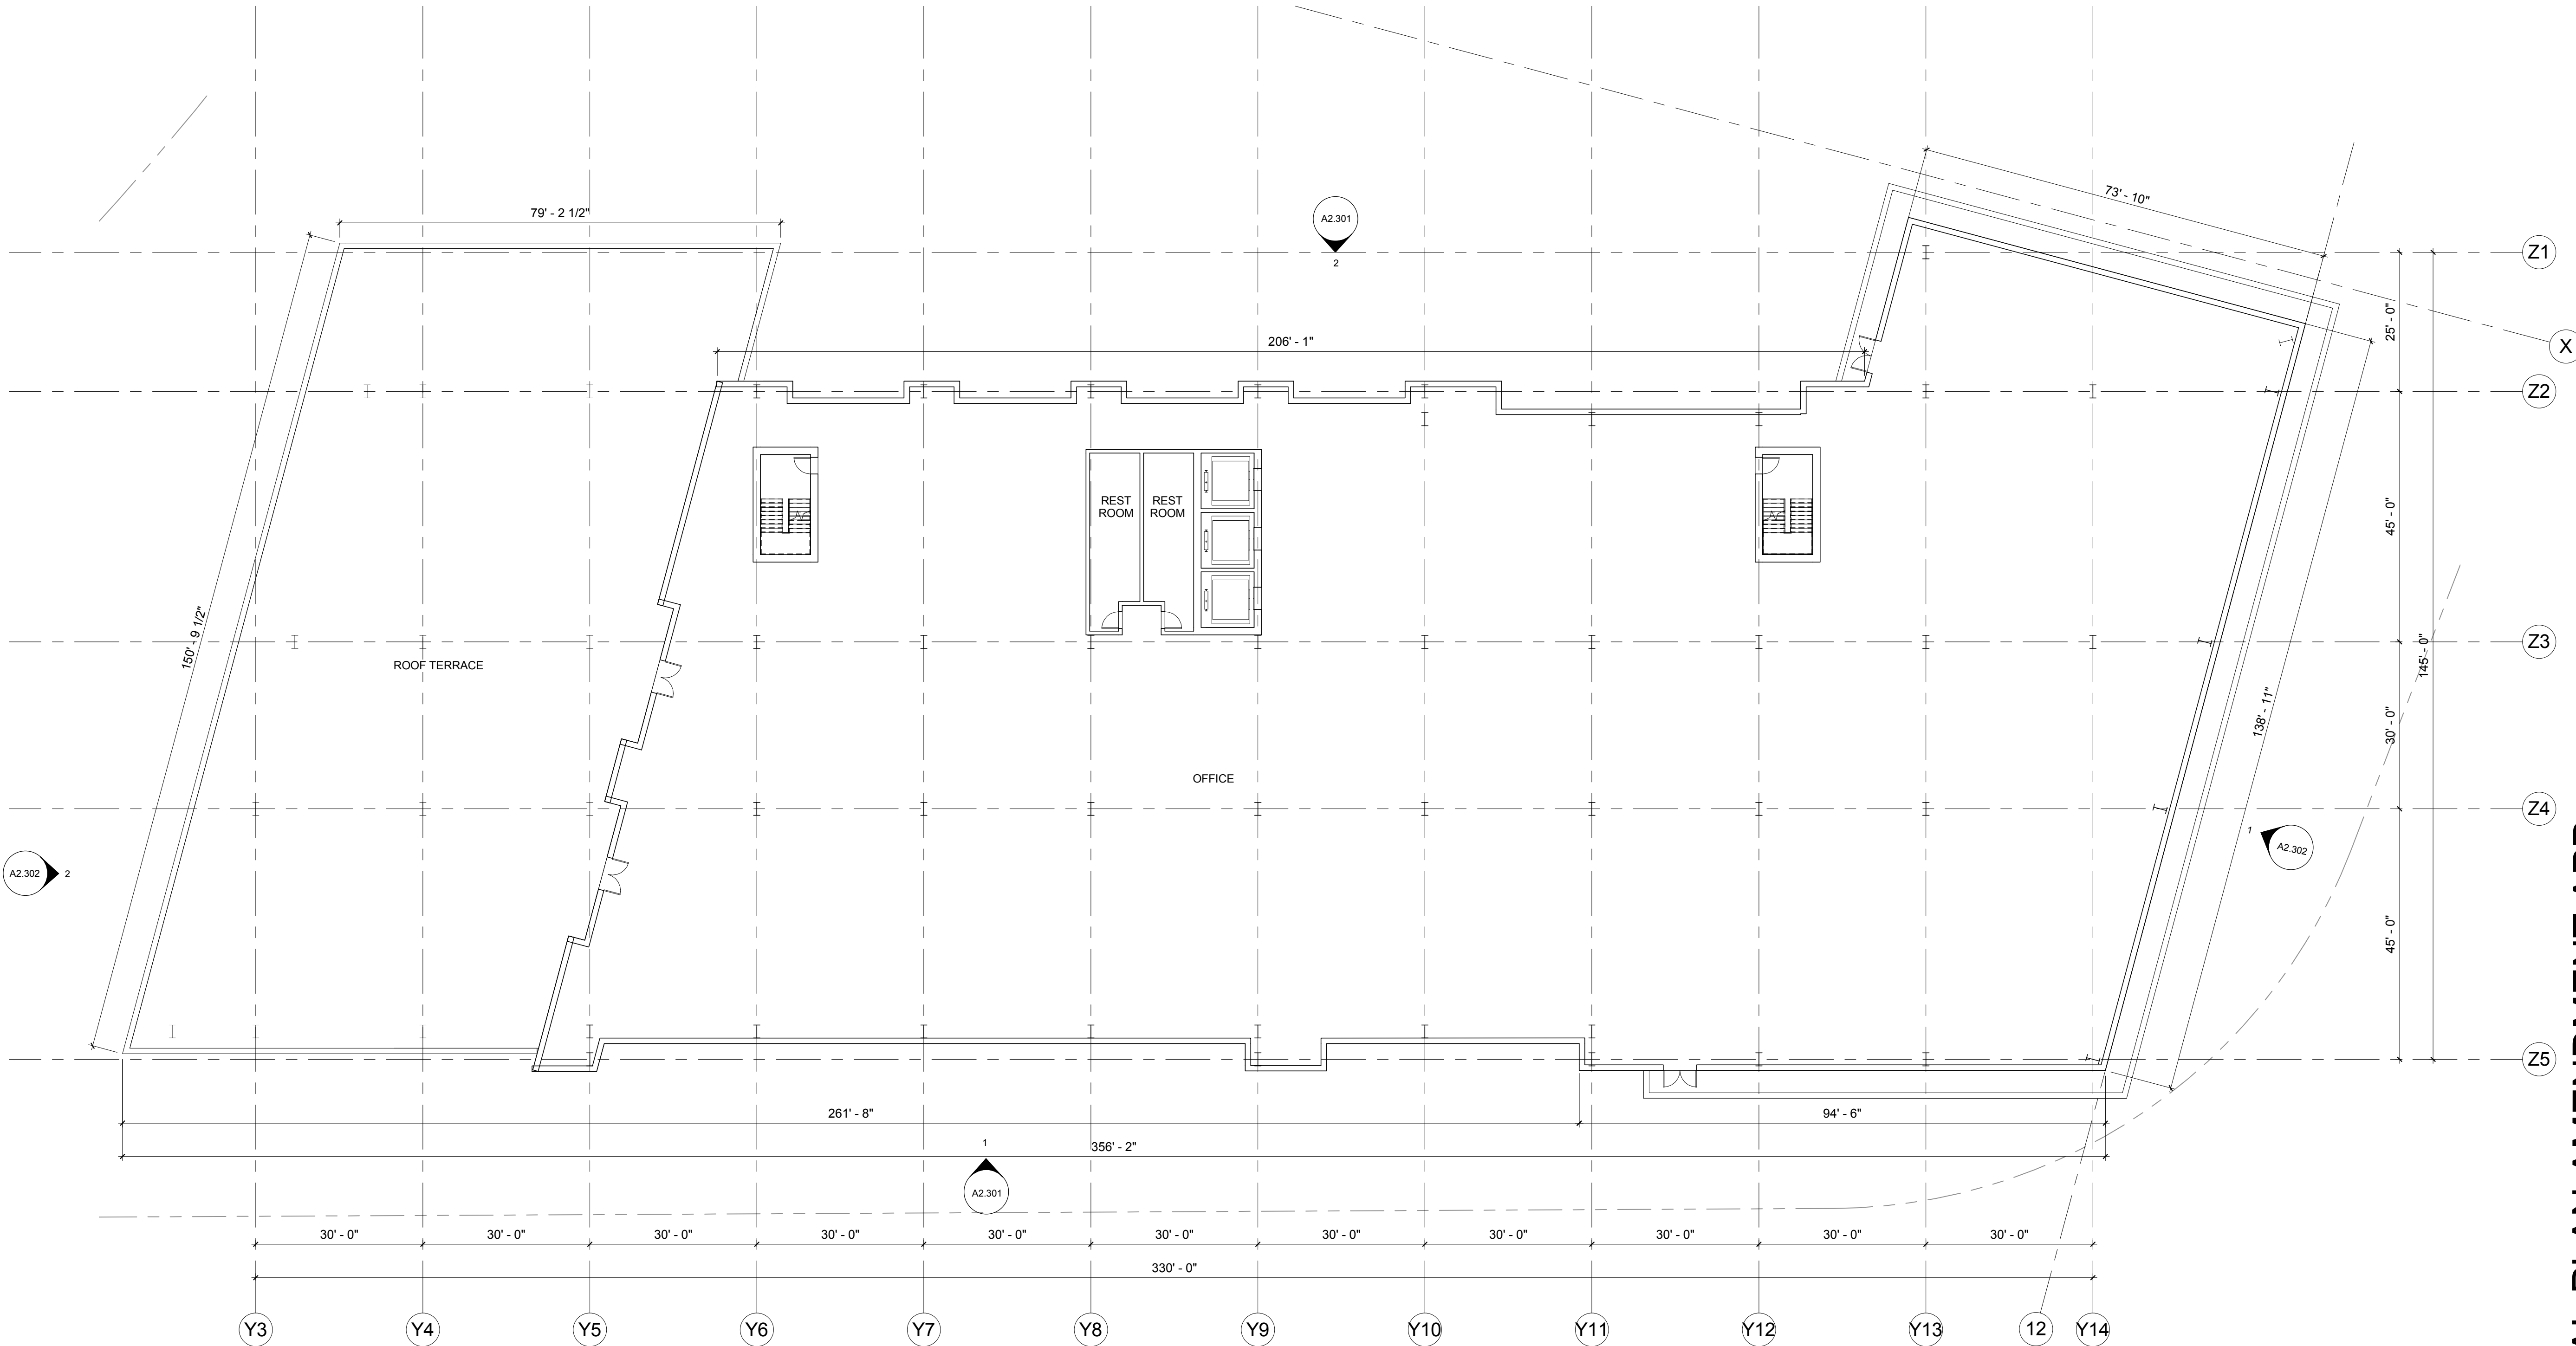 79' - 2 1/2"
A2.301
2
73' - 10"
Z1
25' - 0"
206' - 1"
X
Z2
REST
ROOM
REST
ROOM
45' - 0"
150' - 9 1/2"
ROOF TERRACE
Z3
145' - 0"
138' - 11"
30' - 0"
OFFICE
Z4
A2.302
2
1
A2.302
45' - 0"
Z5
261' - 8"
94' - 6"
1
356' - 2"
A2.301
30' - 0"
30' - 0"
30' - 0"
30' - 0"
30' - 0"
30' - 0"
30' - 0"
30' - 0"
30' - 0"
30' - 0"
30' - 0"
330' - 0"
Y3
Y4
Y5
Y6
Y7
Y8
Y9
Y10
Y11
Y12
Y13
12
Y14